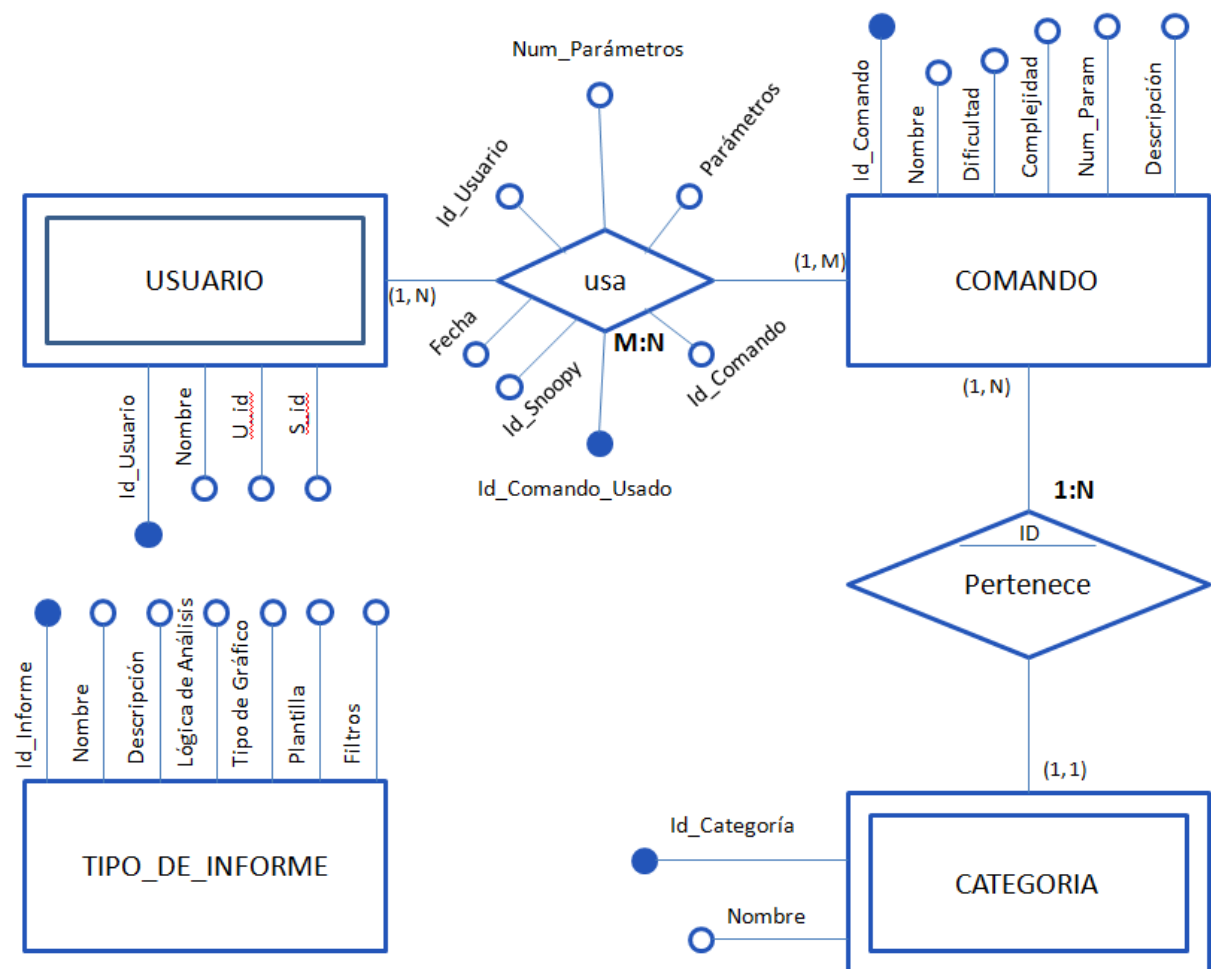 Num_Parámetros
Id_Usuario
Parámetros
Id_Comando
Nombre
Dificultad
Complejidad
Num_Param
Descripción
USUARIO
(1, N)
usa
(1, M)
COMANDO
Fecha
Id_Snoopy
M:N
Id_Comando
Id_Comando_Usado
Id_Usuario
Nombre
U_id
S_id
(1, N)
1:N
ID
Pertenece
(1, 1)
Id_Informe
Nombre
Descripción
Lógica de Análisis
Tipo de Gráfico
Plantilla
Filtros
TIPO_DE_INFORME
Id_Categoría
Nombre
CATEGORIA